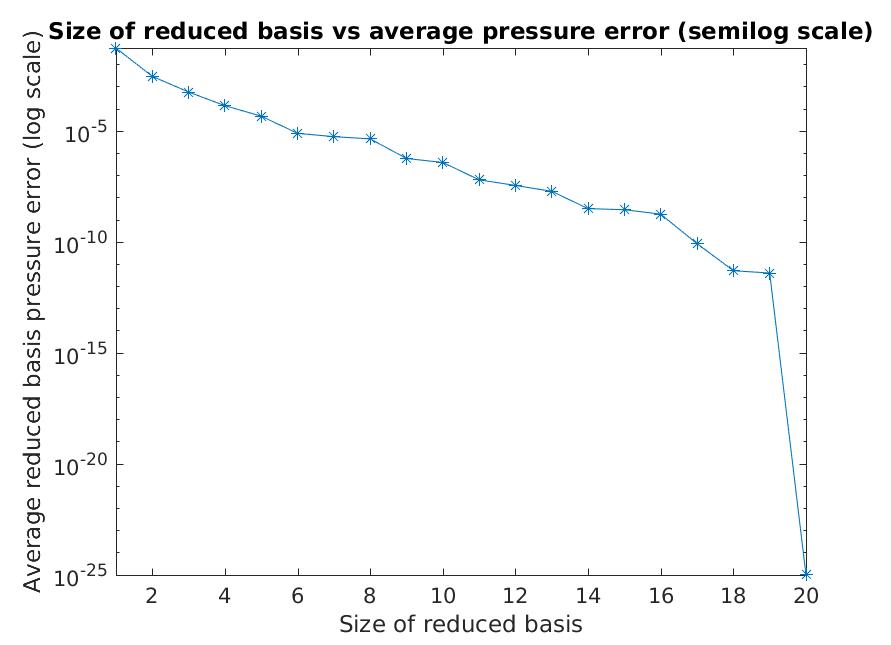 Size of reduced basis vs average pressure error (semilog scale)
Average reduced basis pressure error (log scale)
10^-5
10^-10
10^-15
10^-20
10^-25
2 4 6 8 10 12 14 16 18 20
Size of reduced basis